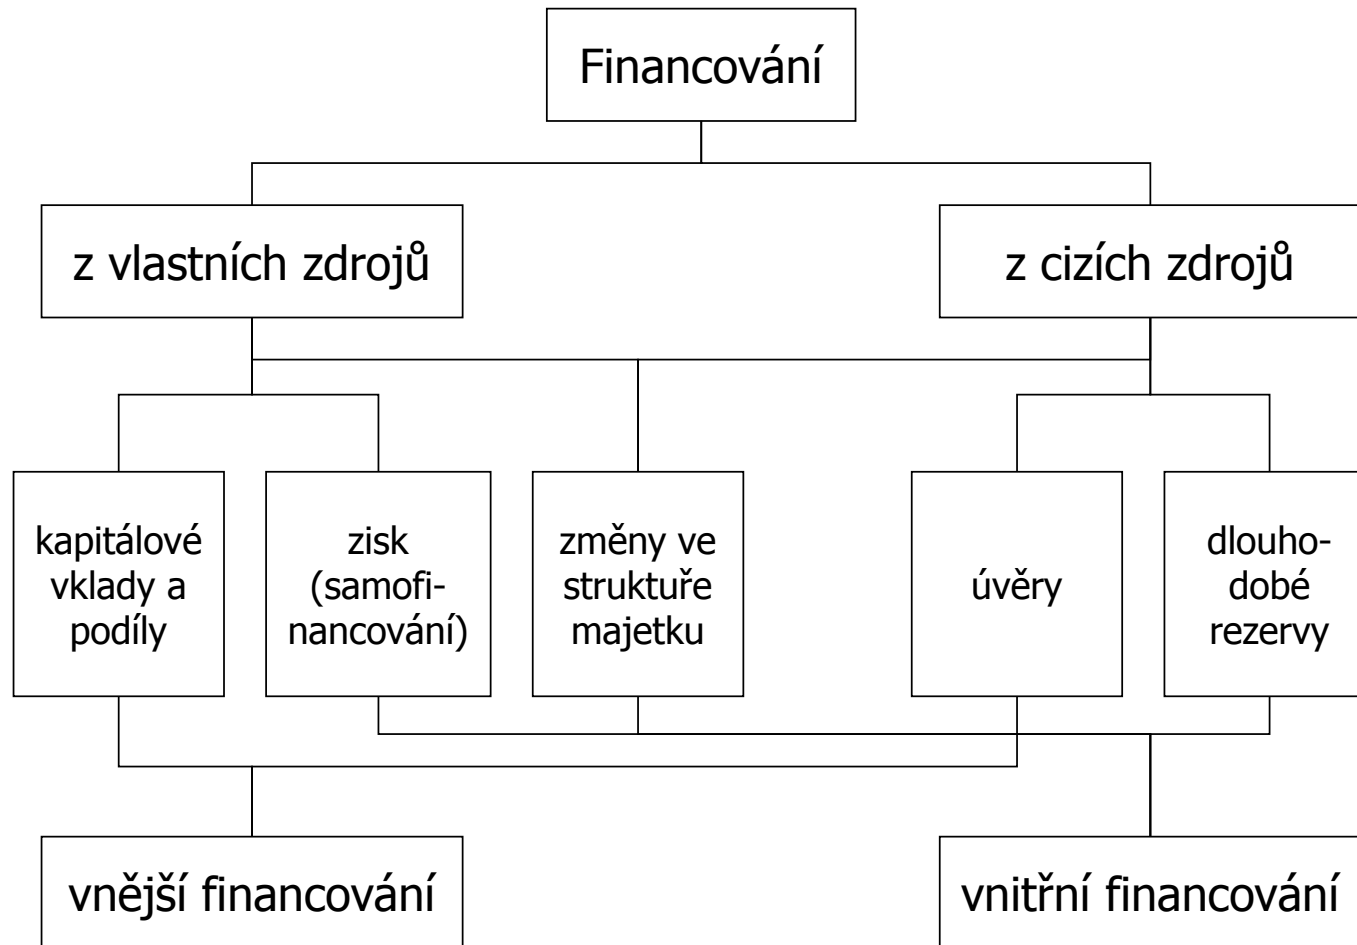 Financování
z vlastních zdrojů
z cizích zdrojů
kapitálové
vklady a
podíly
zisk
(samofi-
nancování)
změny ve
struktuře
majetku
úvěry
dlouho-
dobé
rezervy
vnější financování
vnitřní financování